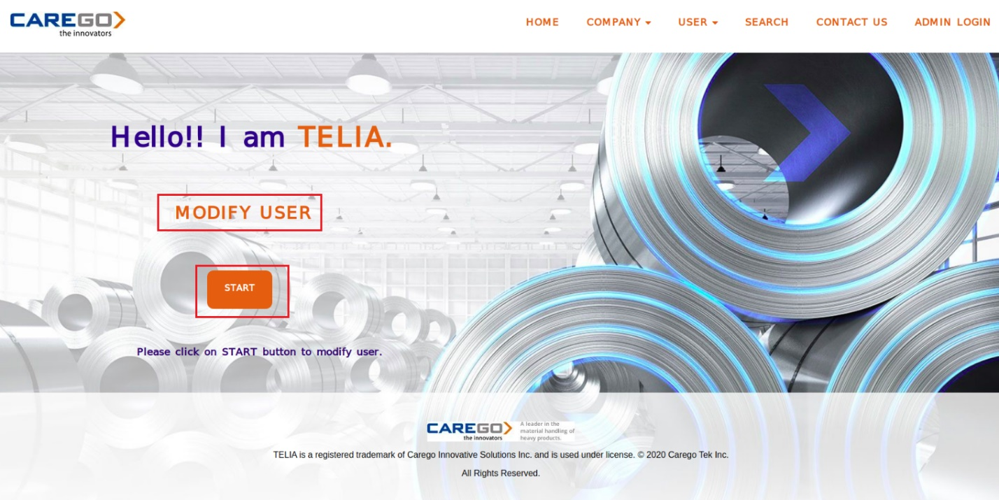 CAREGO
the innovators
HOME COMPANY USER SEARCH CONTACT US ADMIN LOGIN
Hello!! I am TELIA.
MODIFY USER
START
Please click on START button to modify user.
CAREGO
the innovators
A leader in the
material handling of
heavy products.
TELIA is a registered trademark of Carego Innovative Solutions Inc. and is used under license. © 2020 Carego Tek Inc.
All Rights Reserved.